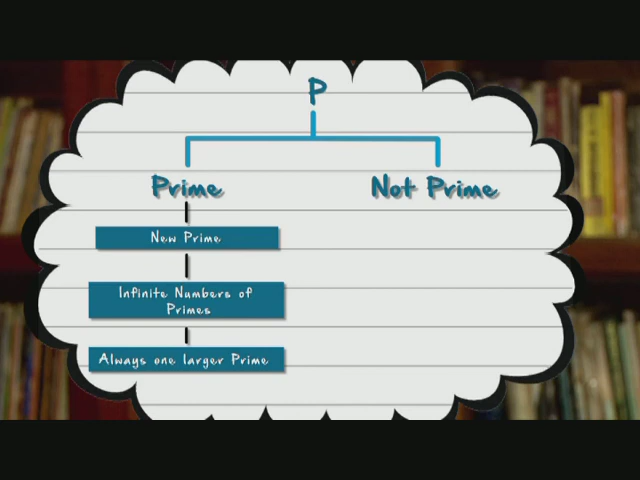 P
Prime
Not Prime
New Prime
Infinite Numbers of
Primes
Always one larger Prime